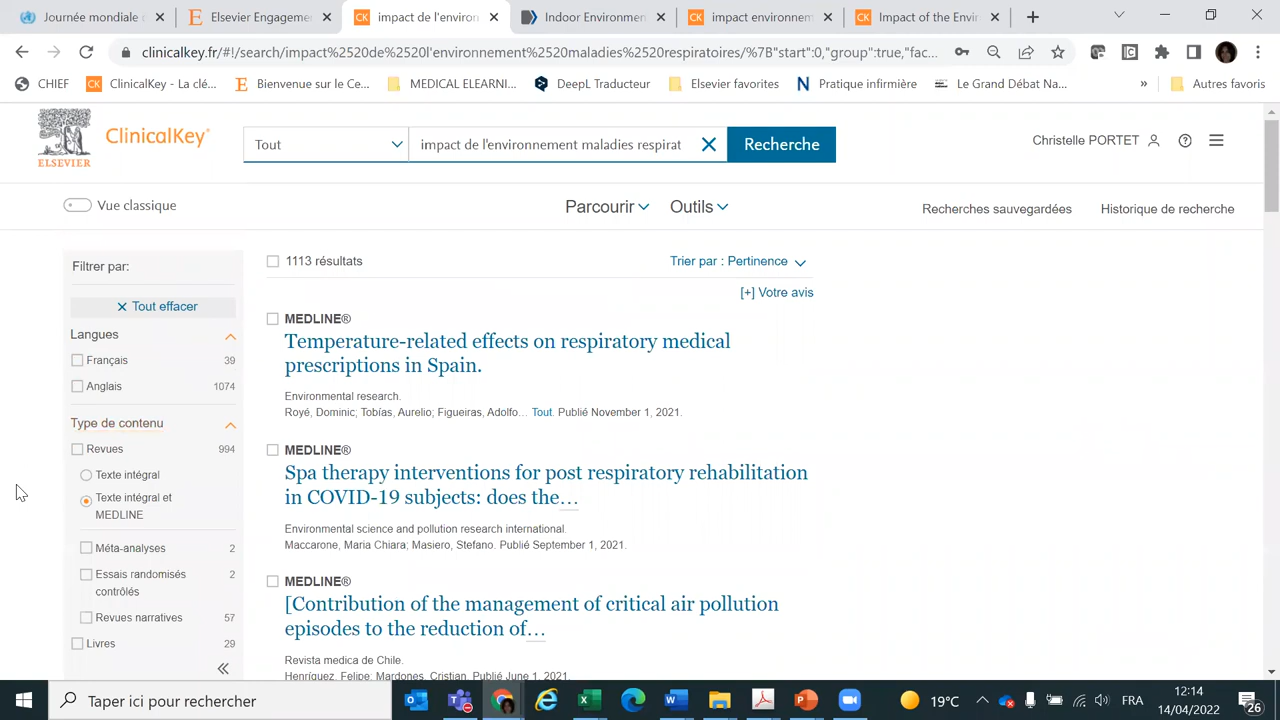 Journée mondiale
Elsevier Engageme
impact de l'environ
Indoor Environmen
impact environnem
Impact of the Envir
clinicalkey.fr/#!/search/impact%2520de%2520l'environnement%2520maladies%2520respiratoires/%7B"start":0,"group":true,"fac...
CHIEF
ClinicalKey - La clé...
Bienvenue sur le Ce...
MEDICAL ELEARNI...
DeepL Traducteur
Elsevier favorites
Pratique infirmière
Le Grand Débat Na...
»
Autres favoris
ELSEVIER
ClinicalKey®
Tout
impact de l'environnement maladies respirat
Recherche
Christelle PORTET
Vue classique
Parcourir
Outils
Recherches sauvegardées
Historique de recherche
Filtrer par:
Tout effacer
Langues
Français 39
Anglais 1074
Type de contenu
Revues 994
Texte intégral
Texte intégral et
MEDLINE
Méta-analyses 2
Essais randomisés 2
contrôlés
Revues narratives 57
Livres 29
1113 résultats
Trier par : Pertinence
[+] Votre avis
MEDLINE®
Temperature-related effects on respiratory medical
prescriptions in Spain.
Environmental research.
Royé, Dominic; Tobías, Aurelio; Figueiras, Adolfo... Tout. Publié November 1, 2021.
MEDLINE®
Spa therapy interventions for post respiratory rehabilitation
in COVID-19 subjects: does the...
Environmental science and pollution research international.
Maccarone, Maria Chiara; Masiero, Stefano. Publié September 1, 2021.
MEDLINE®
[Contribution of the management of critical air pollution
episodes to the reduction of...
Revista medica de Chile.
Henríquez, Felipe; Mardones, Cristian. Publié June 1, 2021.
Taper ici pour rechercher
19°C
FRA
12:14
14/04/2022
26